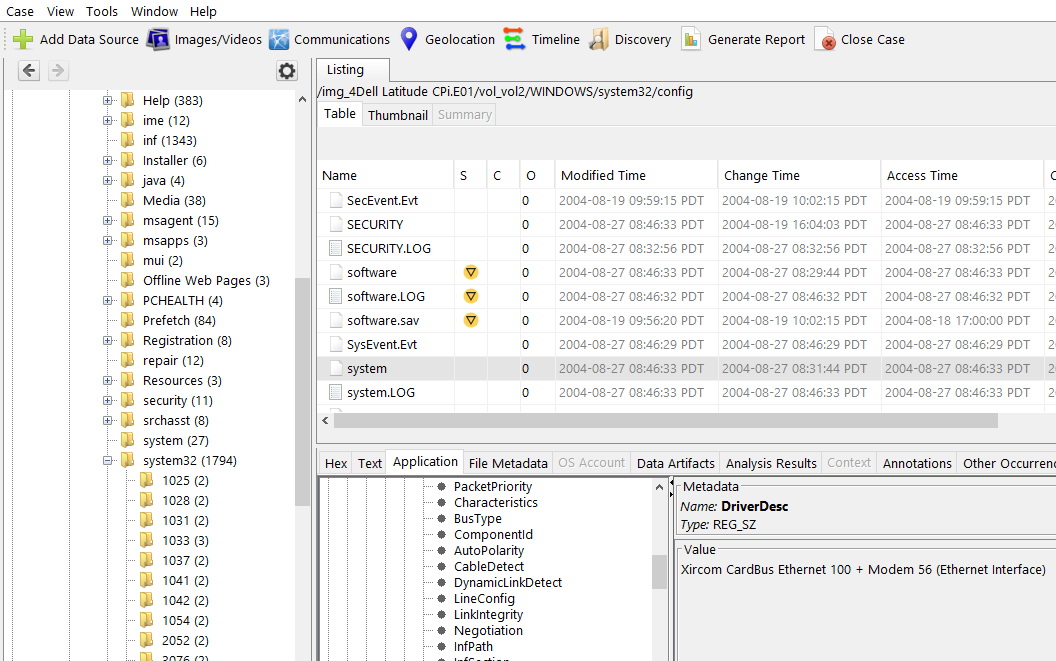 Case View Tools Window Help
Add Data Source Images/Videos Communications Geolocation Timeline Discovery Generate Report Close Case
Listing
/img_4Dell Latitude CPi.E01/vol_vol2/WINDOWS/system32/config
Table Thumbnail Summary
Help (383)
ime (12)
inf (1343)
Installer (6)
java (4)
Media (38)
msagent (15)
msapps (3)
mui (2)
Offline Web Pages (3)
PCHEALTH (4)
Prefetch (84)
Registration (8)
repair (12)
Resources (3)
security (11)
srchasst (8)
system (27)
system32 (1794)
1025 (2)
1028 (2)
1031 (2)
1033 (3)
1037 (2)
1041 (2)
1042 (2)
1054 (2)
2052 (2)
3076 (2)
Name S C O Modified Time Change Time Access Time C
SecEvent.Evt 0 2004-08-19 09:59:15 PDT 2004-08-19 10:02:15 PDT 2004-08-19 09:59:15 PDT 20
SECURITY 0 2004-08-27 08:46:33 PDT 2004-08-19 16:04:03 PDT 2004-08-27 08:46:33 PDT 20
SECURITY.LOG 0 2004-08-27 08:32:56 PDT 2004-08-27 08:32:56 PDT 2004-08-27 08:32:56 PDT 20
software 0 2004-08-27 08:46:33 PDT 2004-08-27 08:29:44 PDT 2004-08-27 08:46:33 PDT 20
software.LOG 0 2004-08-27 08:46:32 PDT 2004-08-27 08:46:32 PDT 2004-08-27 08:46:32 PDT 20
software.sav 0 2004-08-19 09:56:20 PDT 2004-08-19 10:02:15 PDT 2004-08-18 17:00:00 PDT 20
SysEvent.Evt 0 2004-08-27 08:46:29 PDT 2004-08-27 08:46:29 PDT 2004-08-27 08:46:29 PDT 20
system 0 2004-08-27 08:46:33 PDT 2004-08-27 08:31:44 PDT 2004-08-27 08:46:33 PDT 20
system.LOG 0 2004-08-27 08:46:33 PDT 2004-08-27 08:46:33 PDT 2004-08-27 08:46:33 PDT 20
Hex Text Application File Metadata OS Account Data Artifacts Analysis Results Context Annotations Other Occurrenc
PacketPriority
Characteristics
BusType
ComponentId
AutoPolarity
CableDetect
DynamicLinkDetect
LineConfig
LinkIntegrity
Negotiation
InfPath
Metadata
Name: DriverDesc
Type: REG_SZ
Value
Xircom CardBus Ethernet 100 + Modem 56 (Ethernet Interface)